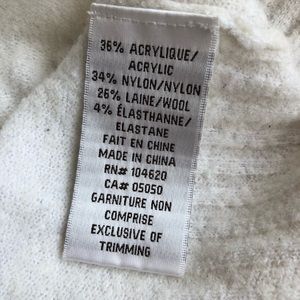 36% ACRYLIQUE/
ACRYLIC
34% NYLON/NYLON
26% LAINE/WOOL
4% ÉLASTHANNE/
ELASTANE
FAIT EN CHINE
MADE IN CHINA
RN# 104620
CA# 05050
GARNITURE NON
COMPRISE
EXCLUSIVE OF
TRIMMING